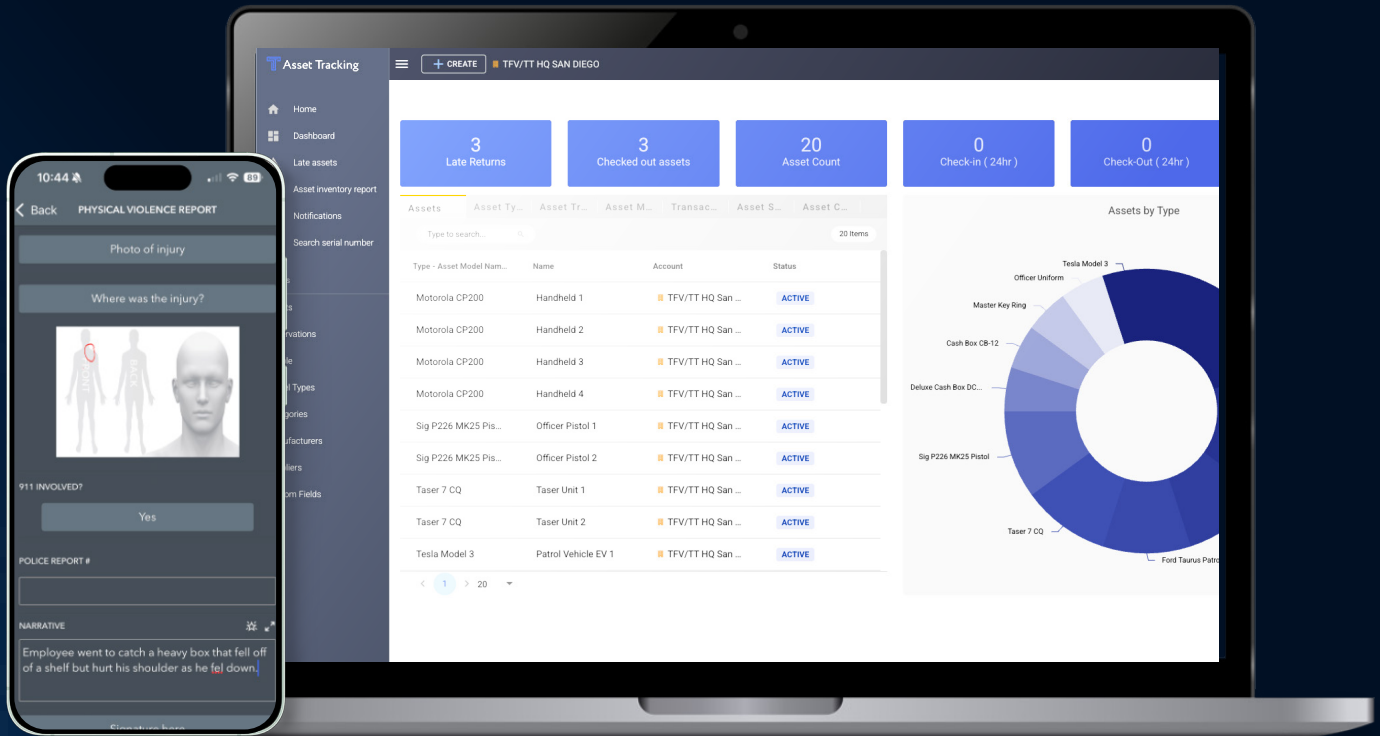 Asset Tracking
CREATE
TFV/TT HQ SAN DIEGO
Home
Dashboard
Late assets
Asset inventory report
Notifications
Search serial number
3
Late Returns
3
Checked out assets
20
Asset Count
0
Check-in ( 24hr )
0
Check-Out ( 24hr )
Assets Asset Ty... Asset Tr... Asset M... Transac... Asset S... Asset C...
Type to search...
20 Items
Type - Asset Model Nam... Name Account Status
Motorola CP200 Handheld 1 TFV/TT HQ San ... ACTIVE
Motorola CP200 Handheld 2 TFV/TT HQ San ... ACTIVE
Motorola CP200 Handheld 3 TFV/TT HQ San ... ACTIVE
Motorola CP200 Handheld 4 TFV/TT HQ San ... ACTIVE
Sig P226 MK25 Pis... Officer Pistol 1 TFV/TT HQ San ... ACTIVE
Sig P226 MK25 Pis... Officer Pistol 2 TFV/TT HQ San ... ACTIVE
Taser 7 CQ Taser Unit 1 TFV/TT HQ San ... ACTIVE
Taser 7 CQ Taser Unit 2 TFV/TT HQ San ... ACTIVE
Tesla Model 3 Patrol Vehicle EV 1 TFV/TT HQ San ... ACTIVE
< 1 > 20
Assets by Type
Tesla Model 3
Officer Uniform
Master Key Ring
Cash Box CB-12
Deluxe Cash Box DC...
Sig P226 MK25 Pistol
Taser 7 CQ
Ford Taurus Patro
s
ts
rvations
le
l Types
gories
ufacturers
liers
om Fields
10:44
89
Back PHYSICAL VIOLENCE REPORT
Photo of injury
Where was the injury?
FRONT BACK
911 INVOLVED?
Yes
POLICE REPORT #
NARRATIVE
Employee went to catch a heavy box that fell off
of a shelf but hurt his shoulder as he fel down.
Signature here